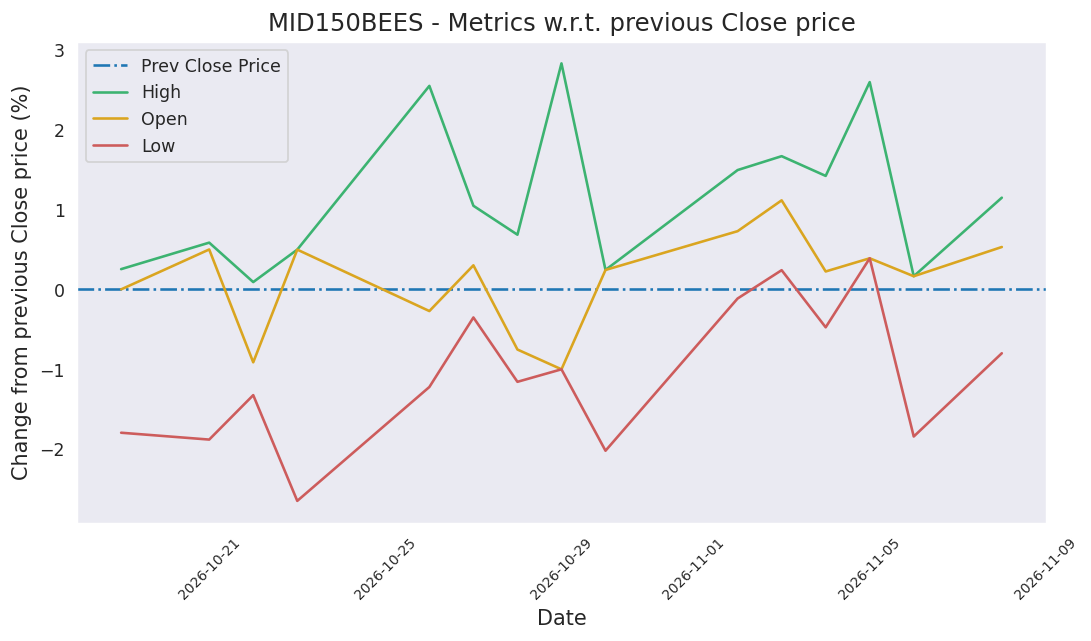 MID150BEES - Metrics w.r.t. previous Close price
Change from previous Close price (%)
3
2
1
0
−1
−2
Prev Close Price
High
Open
Low
2026-10-21
2026-10-25
2026-10-29
2026-11-01
2026-11-05
2026-11-09
Date